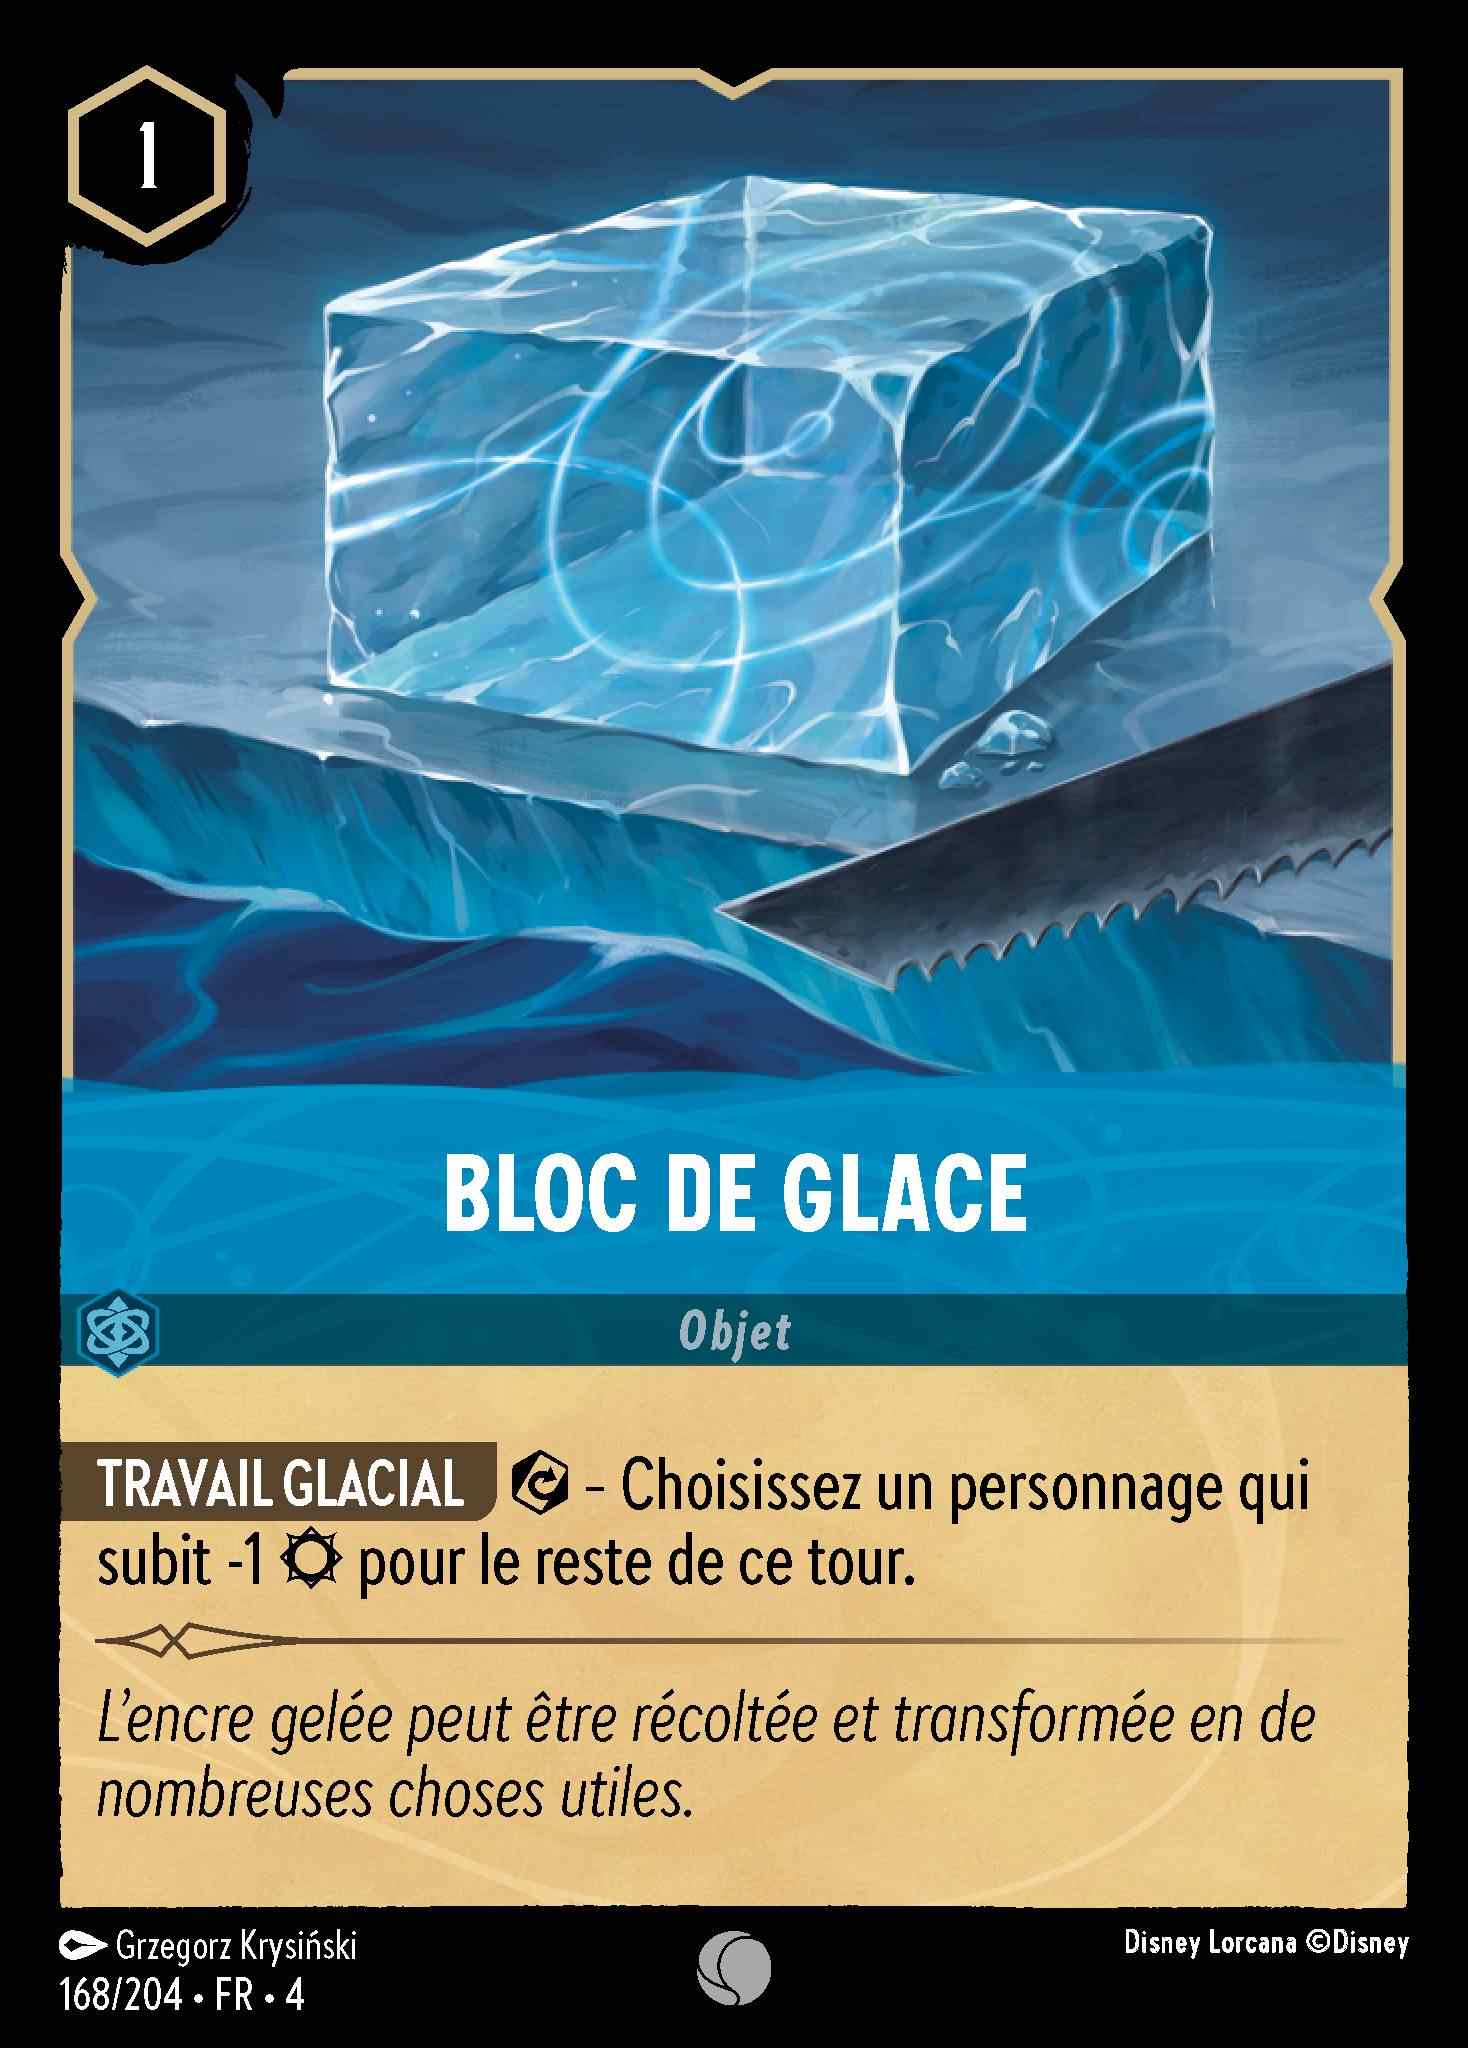 1
BLOC DE GLACE
Objet
TRAVAIL GLACIAL – Choisissez un personnage qui
subit -1 pour le reste de ce tour.
L’encre gelée peut être récoltée et transformée en de
nombreuses choses utiles.
Grzegorz Krysiński
Disney Lorcana ©Disney
168/204 • FR • 4